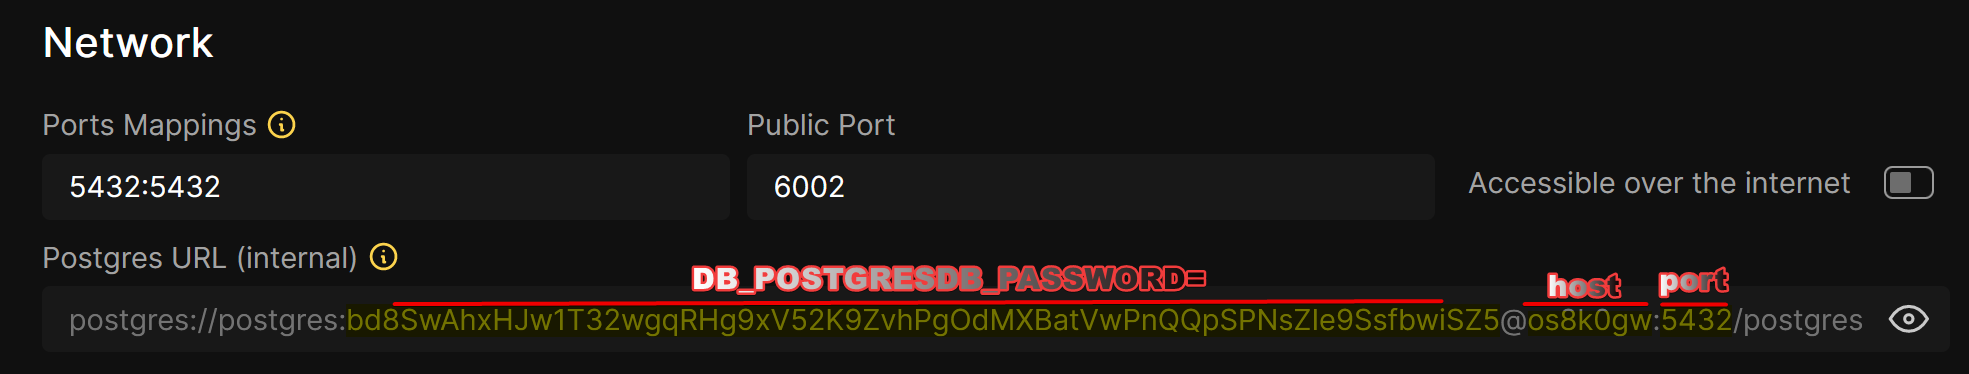 Network
Ports Mappings
Public Port
5432:5432
6002
Accessible over the internet
Postgres URL (internal)
DB_POSTGRESDB_PASSWORD=
host
port
postgres://postgres:bd8SwAhxHJw1T32wgqRHg9xV52K9ZvhPgOdMXBatVwPnQQpSPNsZIe9SsfbwiSZ5@os8k0gw:5432/postgres